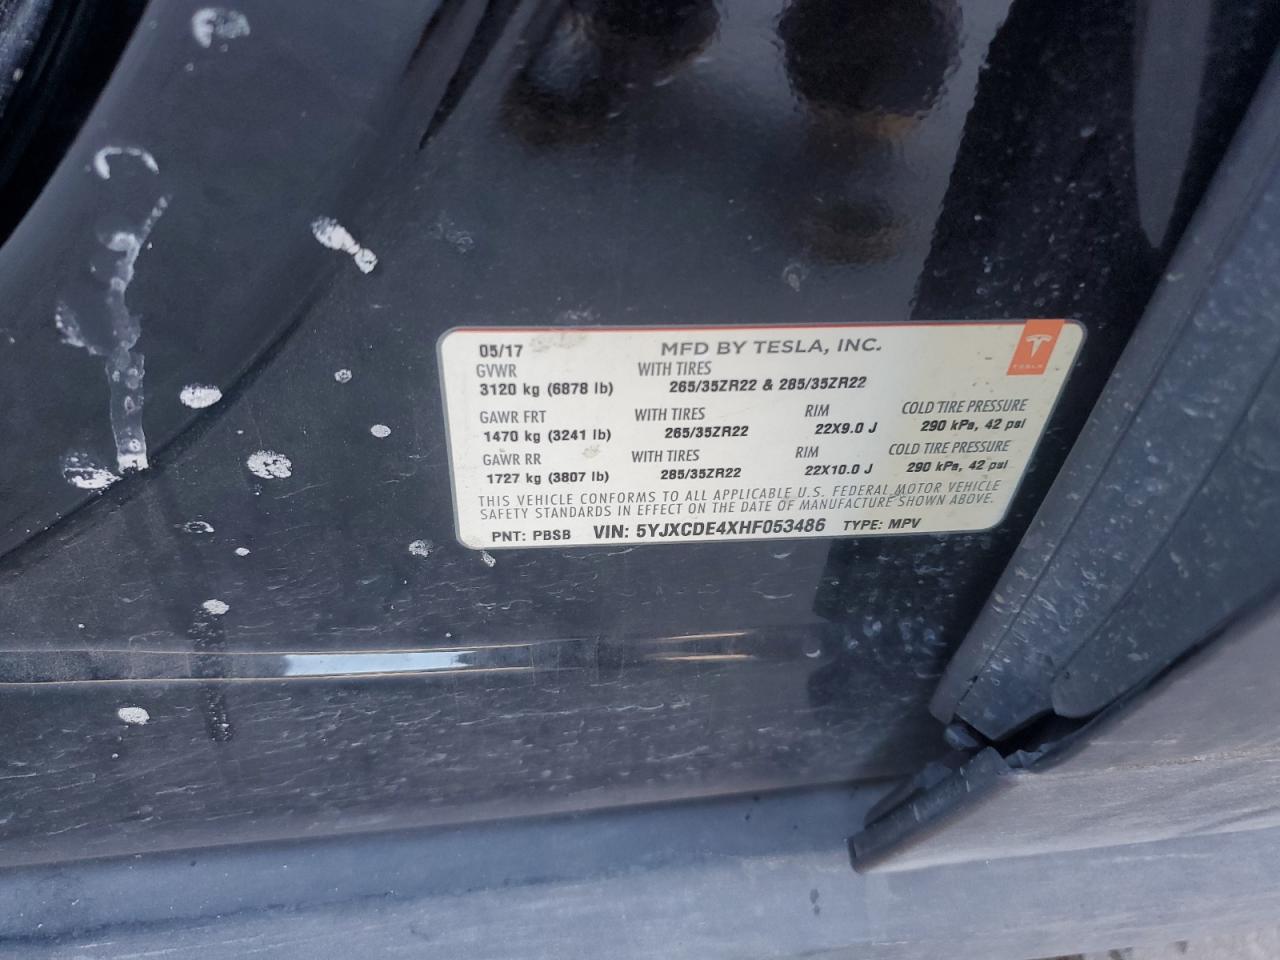 05/17 MFD BY TESLA, INC.
TESLA
GVWR WITH TIRES
3120 kg (6878 lb) 265/35ZR22 & 285/35ZR22
GAWR FRT WITH TIRES RIM COLD TIRE PRESSURE
1470 kg (3241 lb) 265/35ZR22 22X9.0 J 290 kPa, 42 psi
GAWR RR WITH TIRES RIM COLD TIRE PRESSURE
1727 kg (3807 lb) 285/35ZR22 22X10.0 J 290 kPa, 42 psi
THIS VEHICLE CONFORMS TO ALL APPLICABLE U.S. FEDERAL MOTOR VEHICLE
SAFETY STANDARDS IN EFFECT ON THE DATE OF MANUFACTURE SHOWN ABOVE.
PNT: PBSB VIN: 5YJXCDE4XHF053486 TYPE: MPV